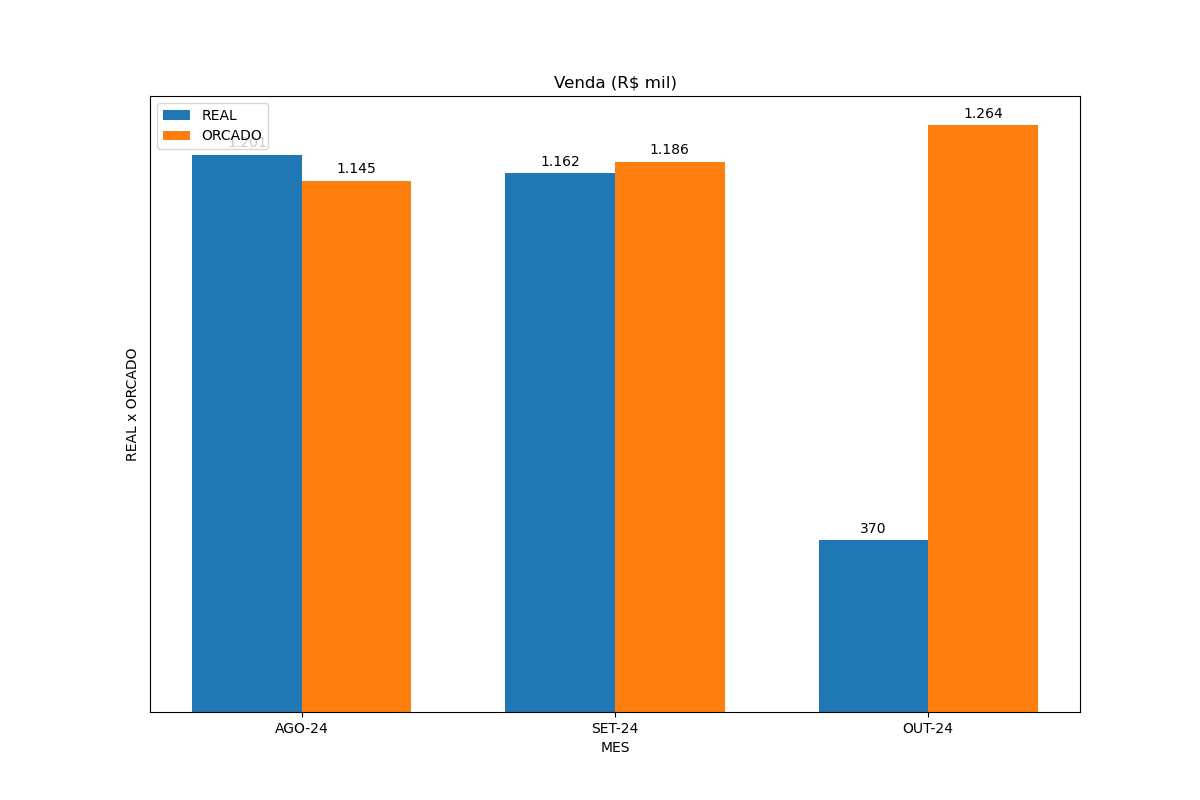 Venda (R$ mil)
REAL
ORCADO
1.201
1.145
1.162
1.186
370
1.264
REAL x ORCADO
AGO-24
SET-24
OUT-24
MES